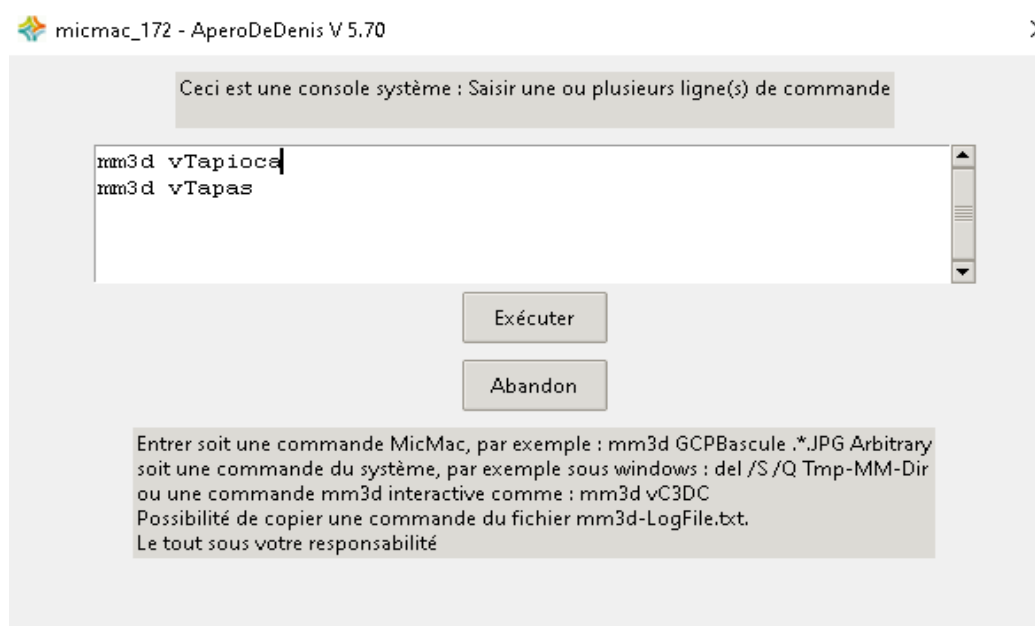 micmac_172 - AperoDeDenis V 5.70
Ceci est une console système : Saisir une ou plusieurs ligne(s) de commande
mm3d vTapioca
mm3d vTapas
Exécuter
Abandon
Entrer soit une commande MicMac, par exemple : mm3d GCPBascule .*.JPG Arbitrary
soit une commande du système, par exemple sous windows : del /S /Q Tmp-MM-Dir
ou une commande mm3d interactive comme : mm3d vC3DC
Possibilité de copier une commande du fichier mm3d-LogFile.txt.
Le tout sous votre responsabilité